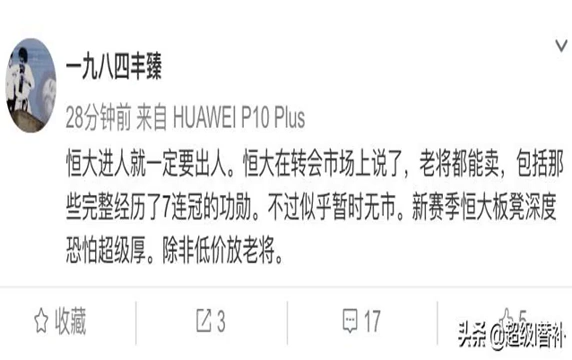 一九八四丰臻
28分钟前 来自 HUAWEI P10 Plus
恒大进人就一定要出人。恒大在转会市场上说了，老将都能卖，包括那
些完整经历了7连冠的功勋。不过似乎暂时无市。新赛季恒大板凳深度
恐怕超级厚。除非低价放老将。
收藏 3 17 5
头条 @超级替补